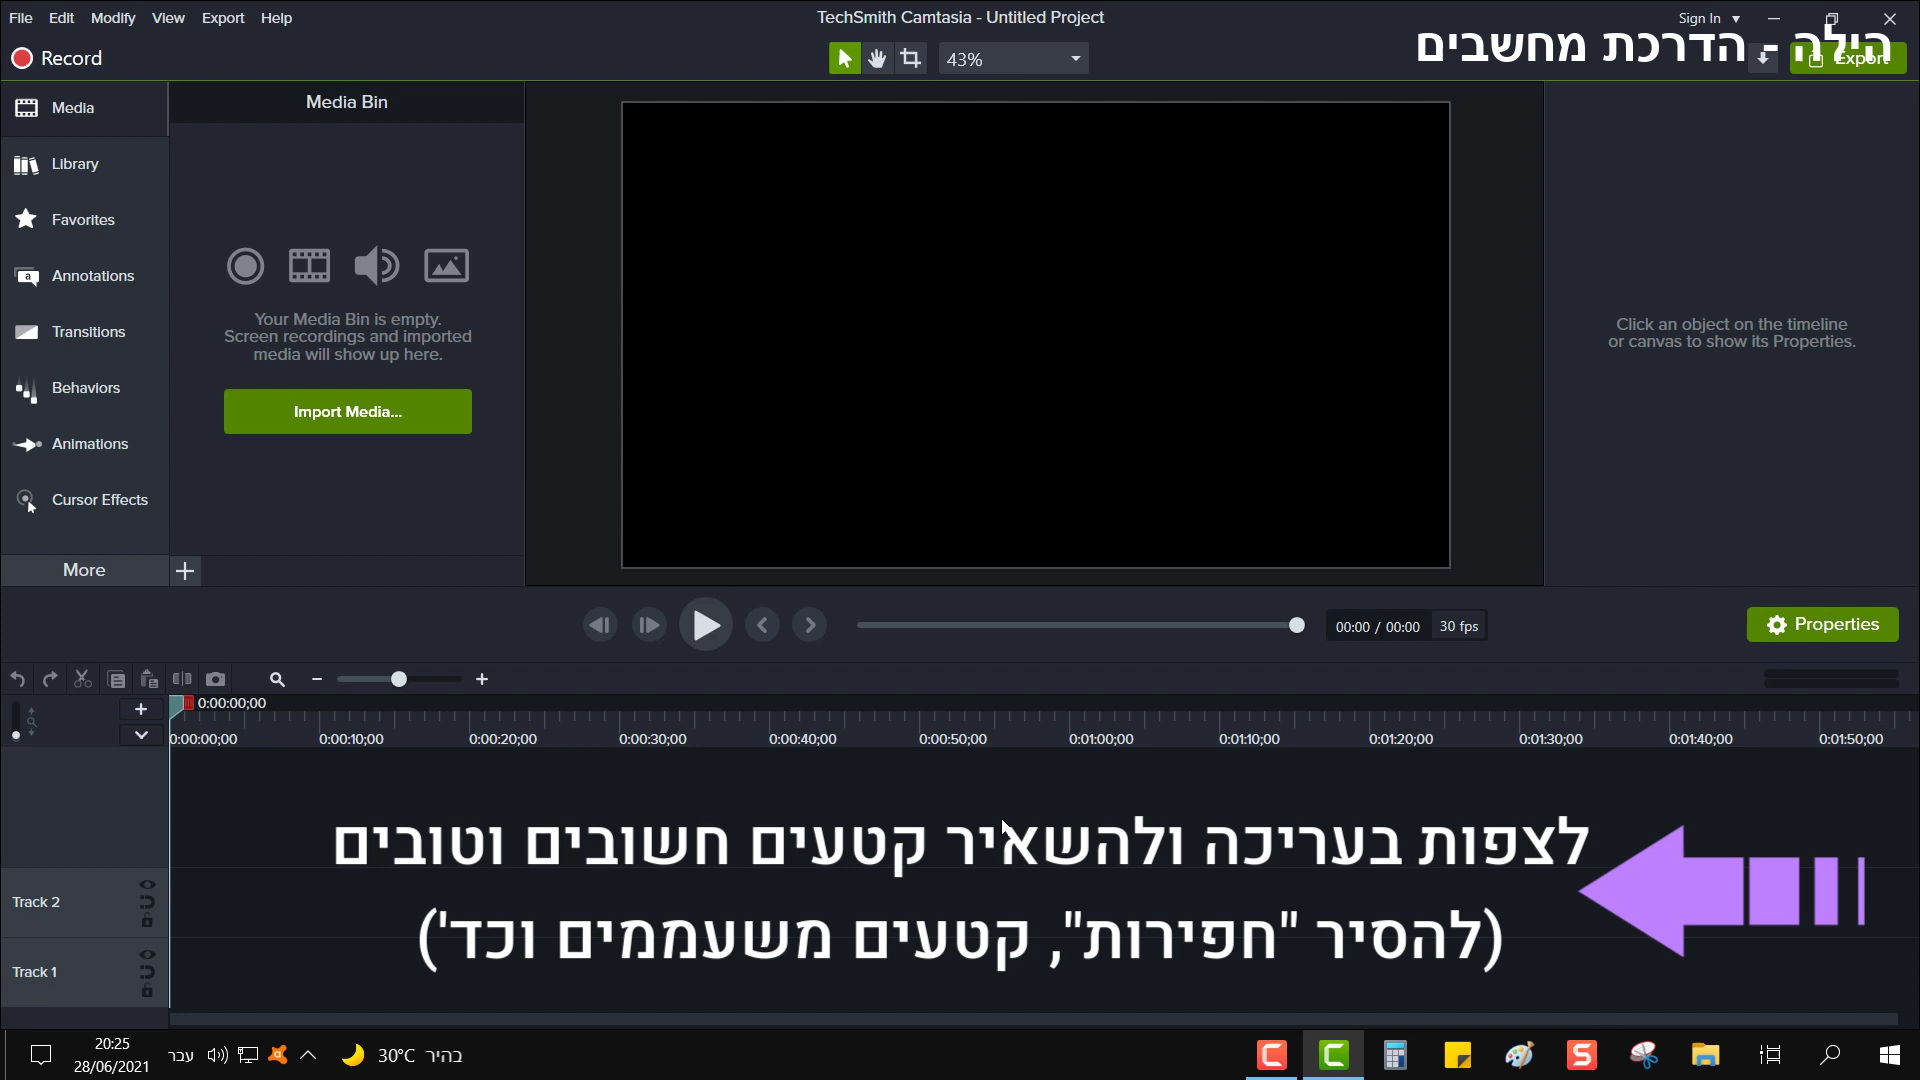 File Edit Modify View Export Help
TechSmith Camtasia - Untitled Project
Sign In
הילה - הדרכת מחשבים
Record
43%
Export
Media
Library
Favorites
Annotations
Transitions
Behaviors
Animations
Cursor Effects
More
Media Bin
Your Media Bin is empty.
Screen recordings and imported
media will show up here.
Import Media...
Click an object on the timeline
or canvas to show its Properties.
00:00 / 00:00
30 fps
Properties
0:00:00;00
0:00:00;00 0:00:10;00 0:00:20;00 0:00:30;00 0:00:40;00 0:00:50;00 0:01:00;00 0:01:10;00 0:01:20;00 0:01:30;00 0:01:40;00 0:01:50;00
לצפות בעריכה ולהשאיר קטעים חשובים וטובים
(להסיר "חפירות", קטעים משעממים וכד')
Track 2
Track 1
20:25
28/06/2021
עבר
30°C בהיר